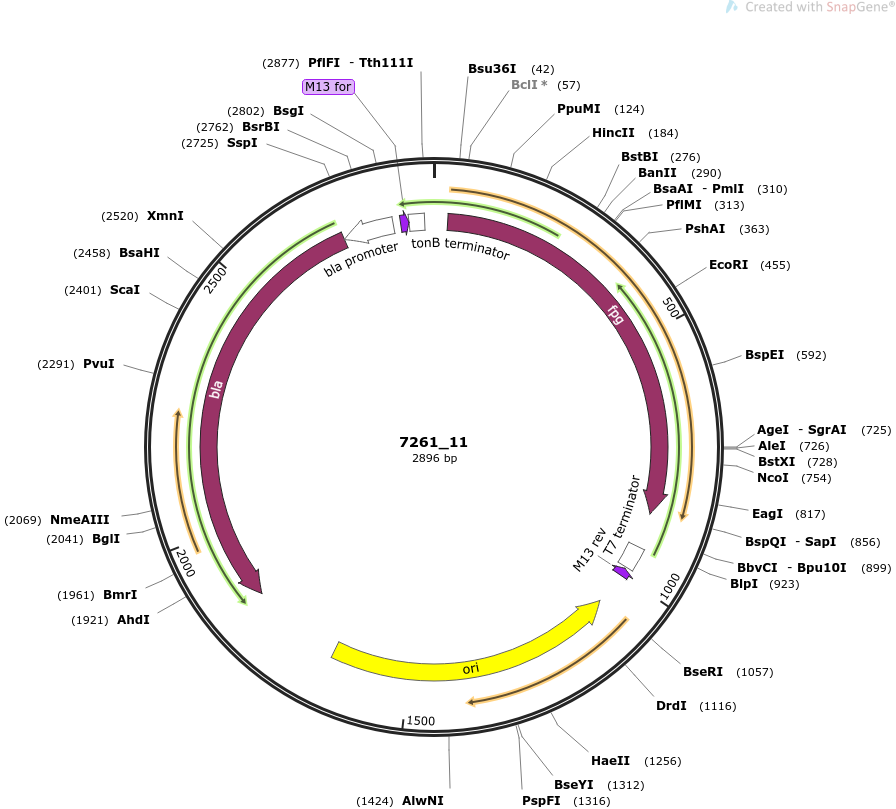 Created with SnapGene®
(2877) PflFI - Tth111I
M13 for
(2802) BsgI
(2762) BsrBI
(2725) SspI
(2520) XmnI
(2458) BsaHI
(2401) ScaI
(2291) PvuI
(2069) NmeAIII
(2041) BglI
(1961) BmrI
(1921) AhdI
(1424) AlwNI
Bsu36I (42)
BclI * (57)
PpuMI (124)
HincII (184)
BstBI (276)
BanII (290)
BsaAI - PmlI (310)
PflMI (313)
PshAI (363)
EcoRI (455)
BspEI (592)
AgeI - SgrAI (725)
AleI (726)
BstXI (728)
NcoI (754)
EagI (817)
BspQI - SapI (856)
BbvCI - Bpu10I (899)
BlpI (923)
BseRI (1057)
DrdI (1116)
HaeII (1256)
BseYI (1312)
PspFI (1316)
500
1000
1500
2000
2500
bla promoter
tonB terminator
fpg
bla
T7 terminator
M13 rev
ori
7261_11
2896 bp